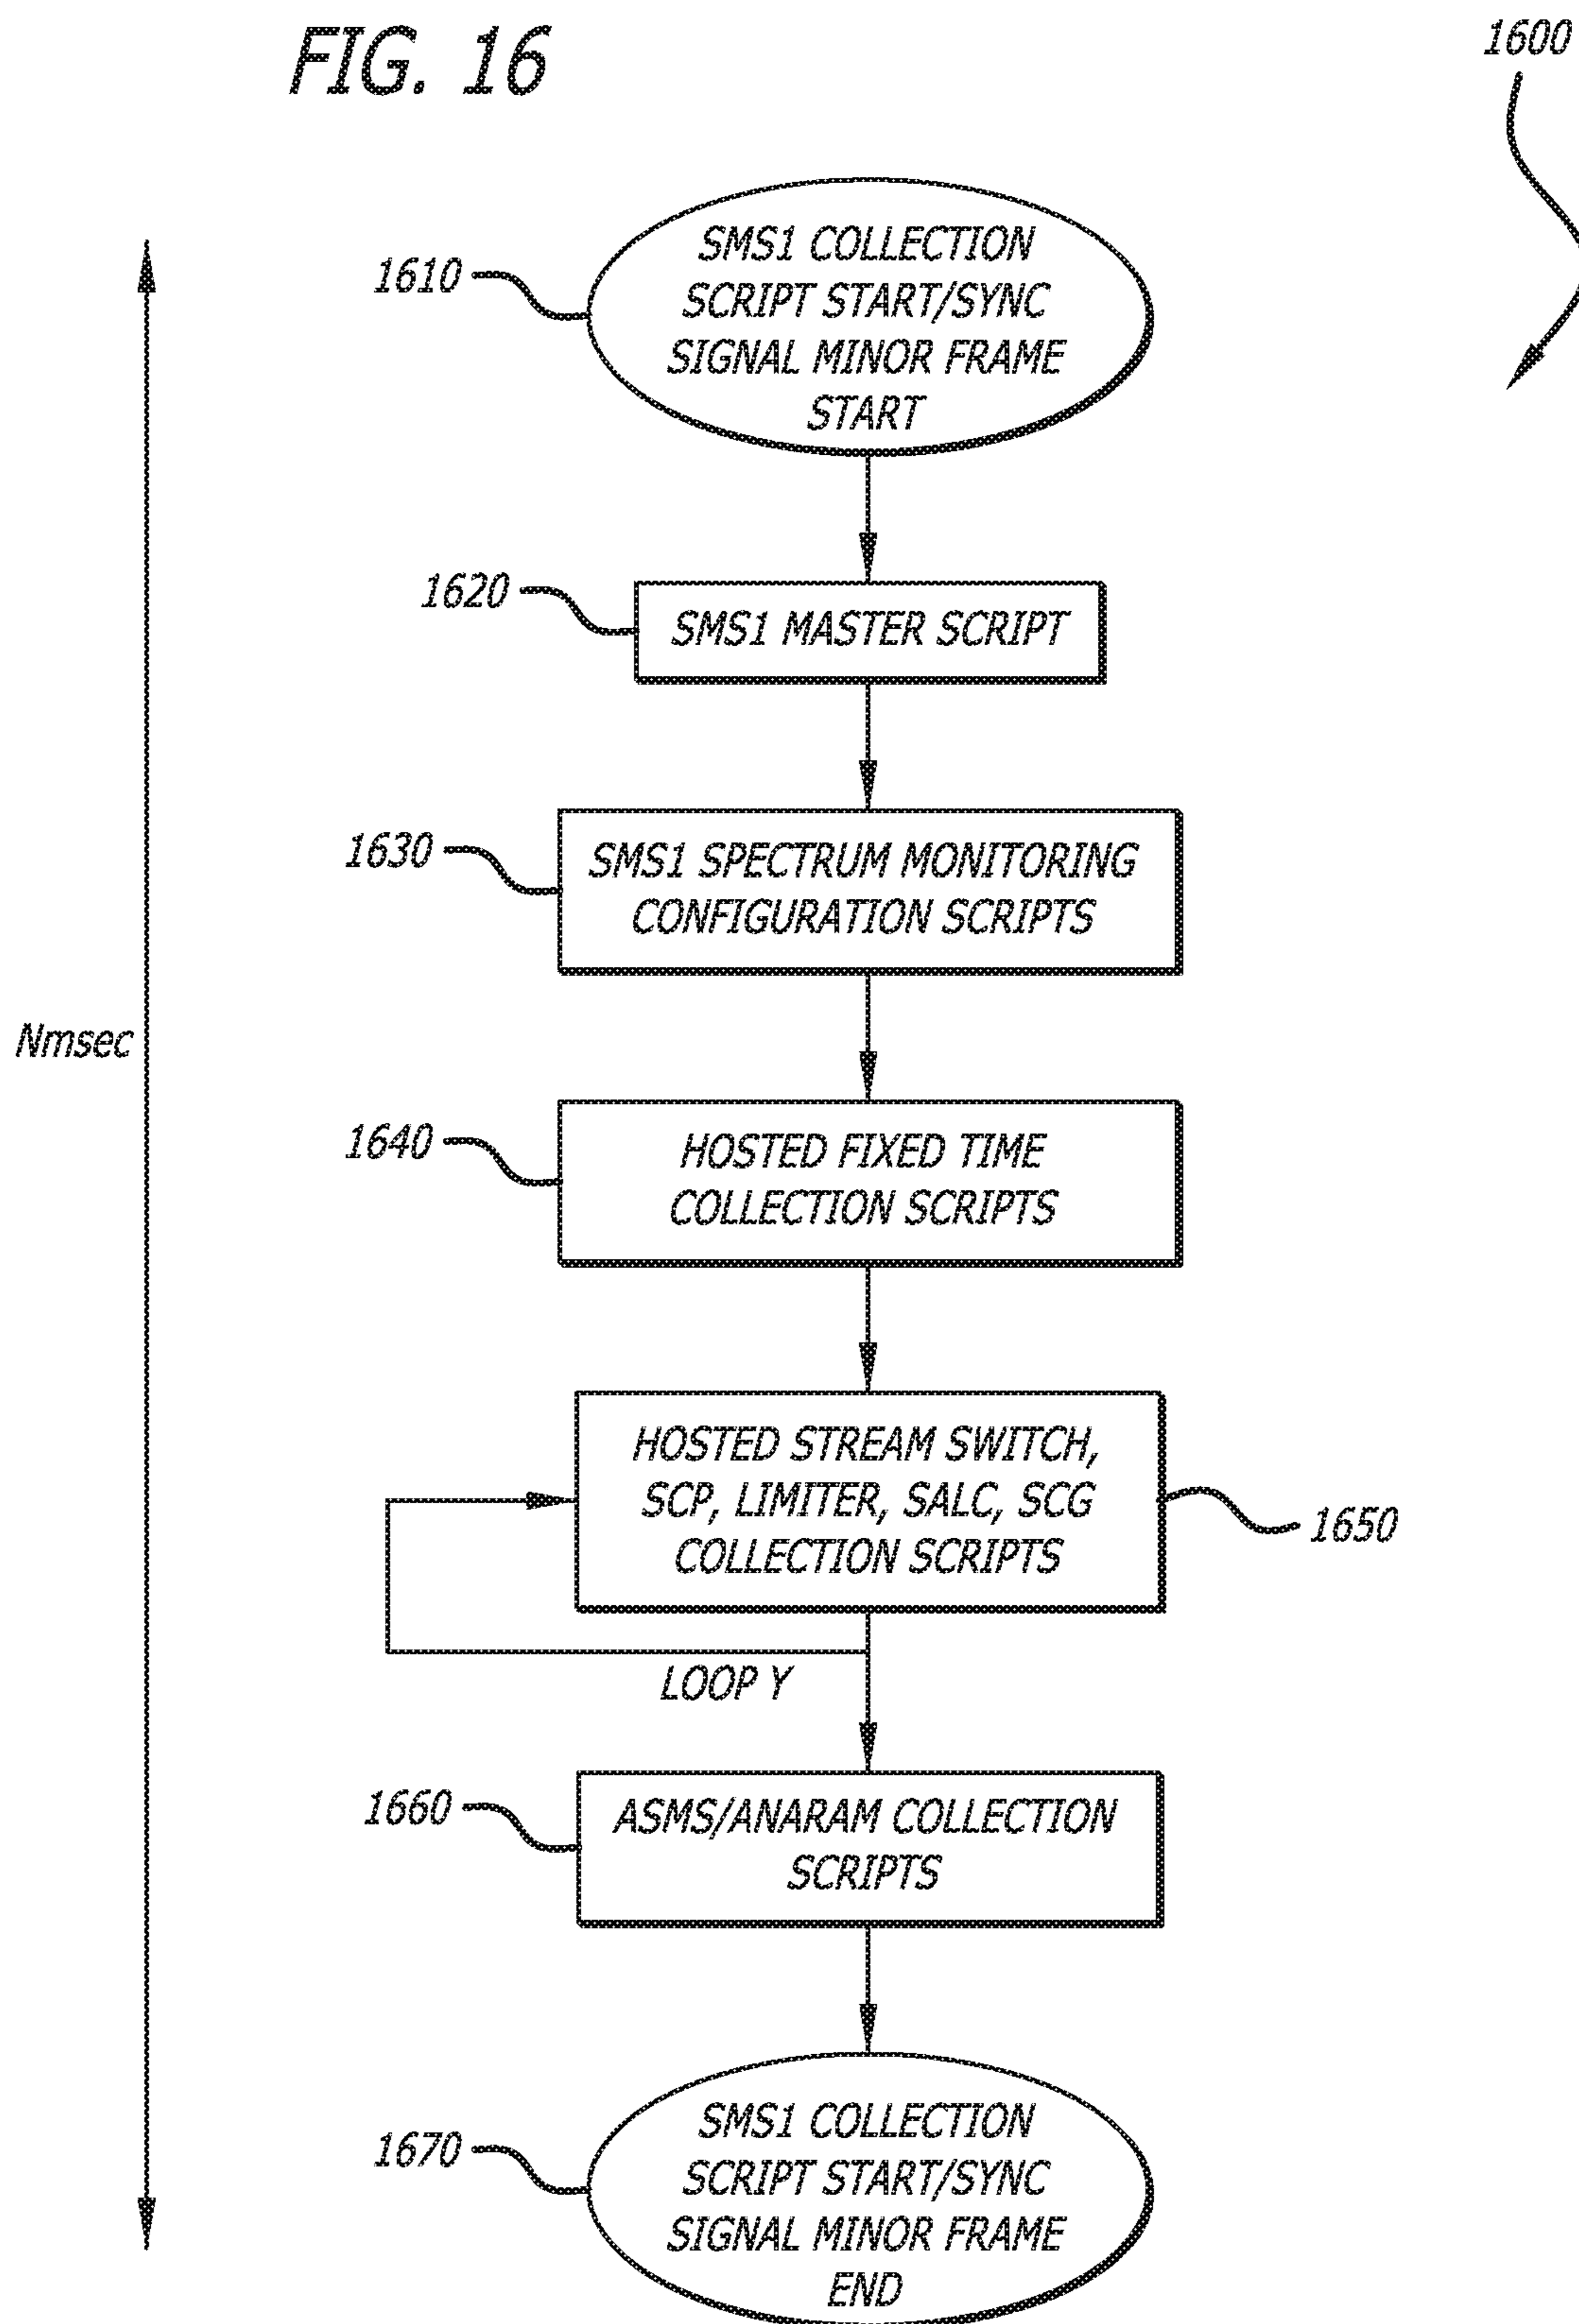 FIG. 16
1600
1610
SMS1 COLLECTION
SCRIPT START/SYNC
SIGNAL MINOR FRAME
START
1620
SMS1 MASTER SCRIPT
1630
SMS1 SPECTRUM MONITORING
CONFIGURATION SCRIPTS
Nmsec
1640
HOSTED FIXED TIME
COLLECTION SCRIPTS
HOSTED STREAM SWITCH,
SCP, LIMITER, SALC, SCG
COLLECTION SCRIPTS
1650
LOOP Y
1660
ASMS/ANARAM COLLECTION
SCRIPTS
1670
SMS1 COLLECTION
SCRIPT START/SYNC
SIGNAL MINOR FRAME
END